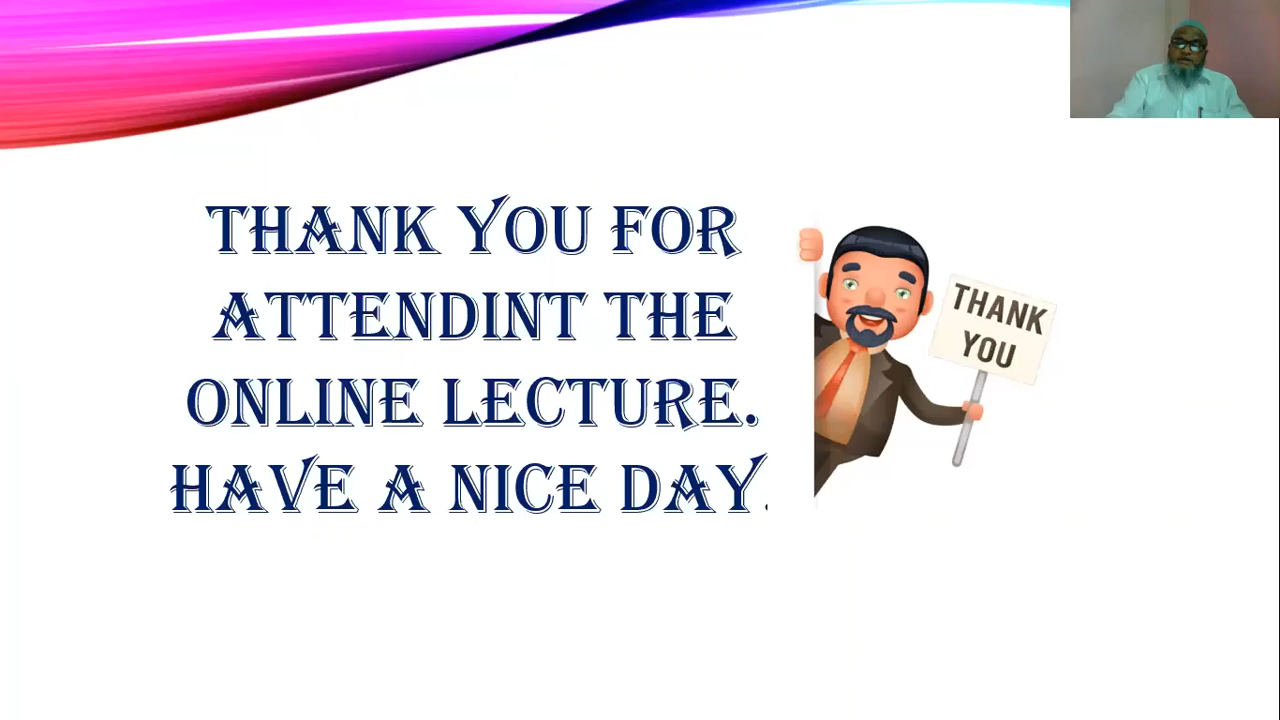 THANK YOU FOR
ATTENDINT THE
ONLINE LECTURE.
HAVE A NICE DAY.
THANK
YOU